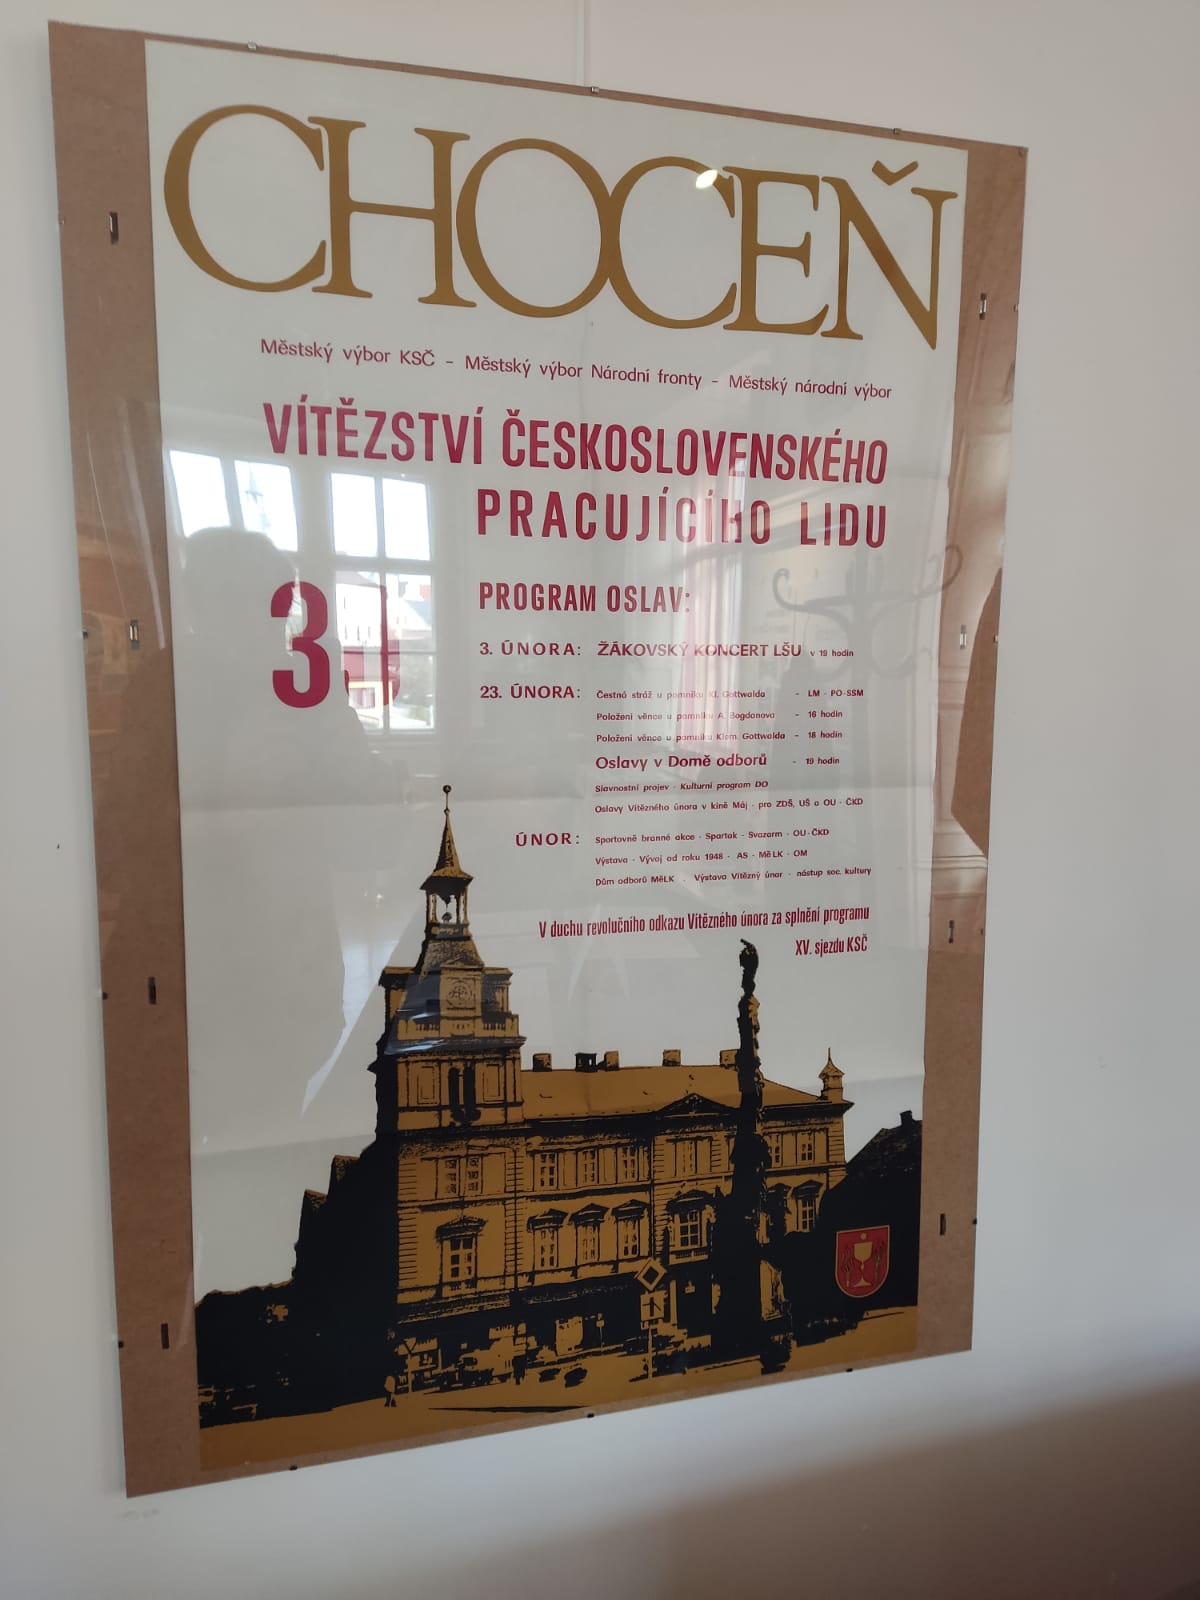 CHOCEŇ
Městský výbor KSČ - Městský výbor Národní fronty - Městský národní výbor
VÍTĚZSTVÍ ČESKOSLOVENSKÉHO
PRACUJÍCÍHO LIDU
PROGRAM OSLAV:
3. ÚNORA: ŽÁKOVSKÝ KONCERT LŠU v 19 hodin
23. ÚNORA: Čestná stráž u pomníku Kl. Gottwalda - LM - PO-SSM
Položení věnce u pomníku A. Bogdanova - 16 hodin
Položení věnce u pomníku Klem. Gottwalda - 18 hodin
Oslavy v Domě odborů - 19 hodin
Slavnostní projev - Kulturní program DO
Oslavy Vítězného února v kině Máj - pro ZDŠ, UŠ a OU - ČKD
ÚNOR: Sportovně branné akce - Spartak - Svazarm - OU-ČKD
Výstava - Vývoj od roku 1948 - AS - MěLK - OM
Dům odborů MěLK . Výstava Vítězný únor - nástup soc. kultury
V duchu revolučního odkazu Vítězného února za splnění programu
XV. sjezdu KSČ